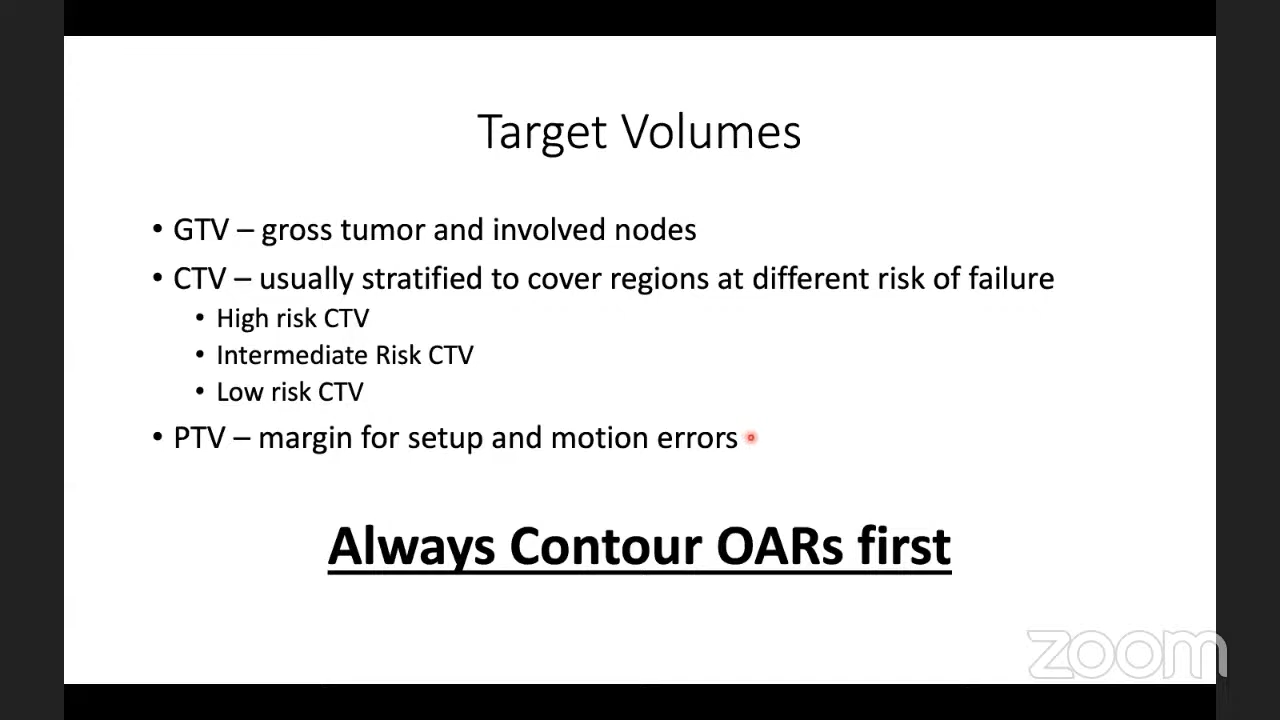 Target Volumes
• GTV – gross tumor and involved nodes
• CTV – usually stratified to cover regions at different risk of failure
• High risk CTV
• Intermediate Risk CTV
• Low risk CTV
• PTV – margin for setup and motion errors
Always Contour OARs first
zoom